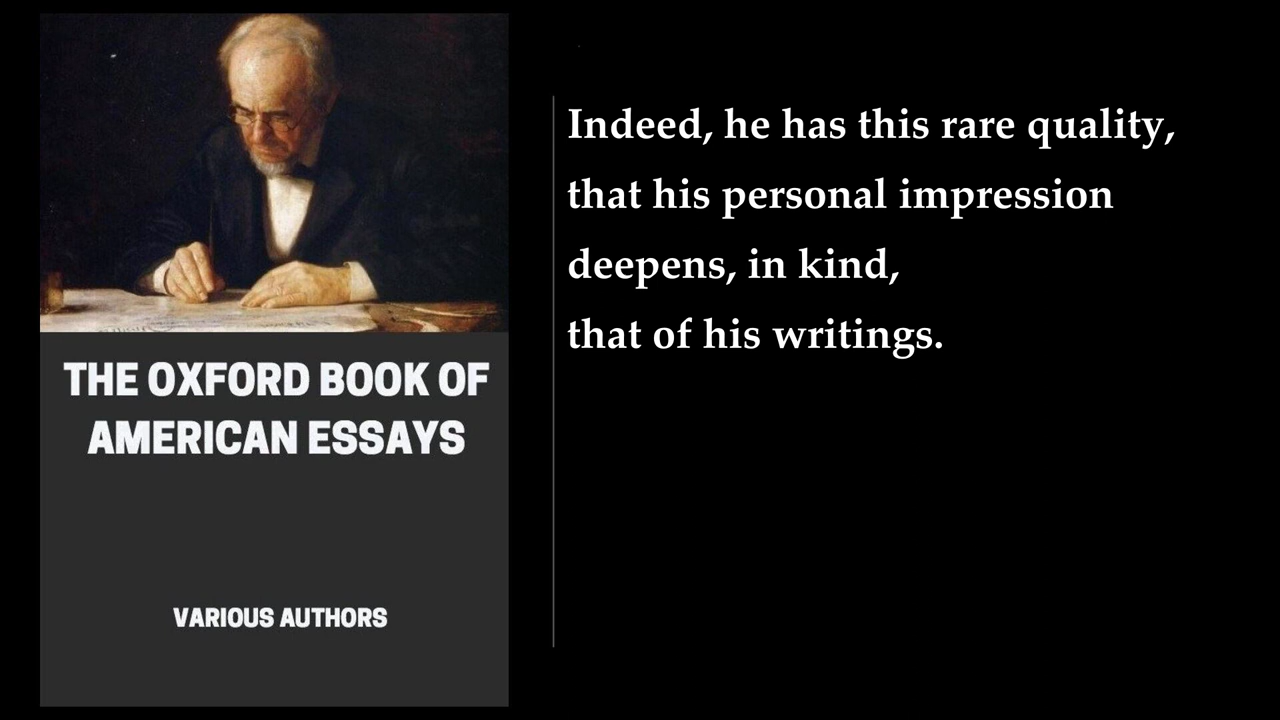 THE OXFORD BOOK OF
AMERICAN ESSAYS
VARIOUS AUTHORS
Indeed, he has this rare quality,
that his personal impression
deepens, in kind,
that of his writings.